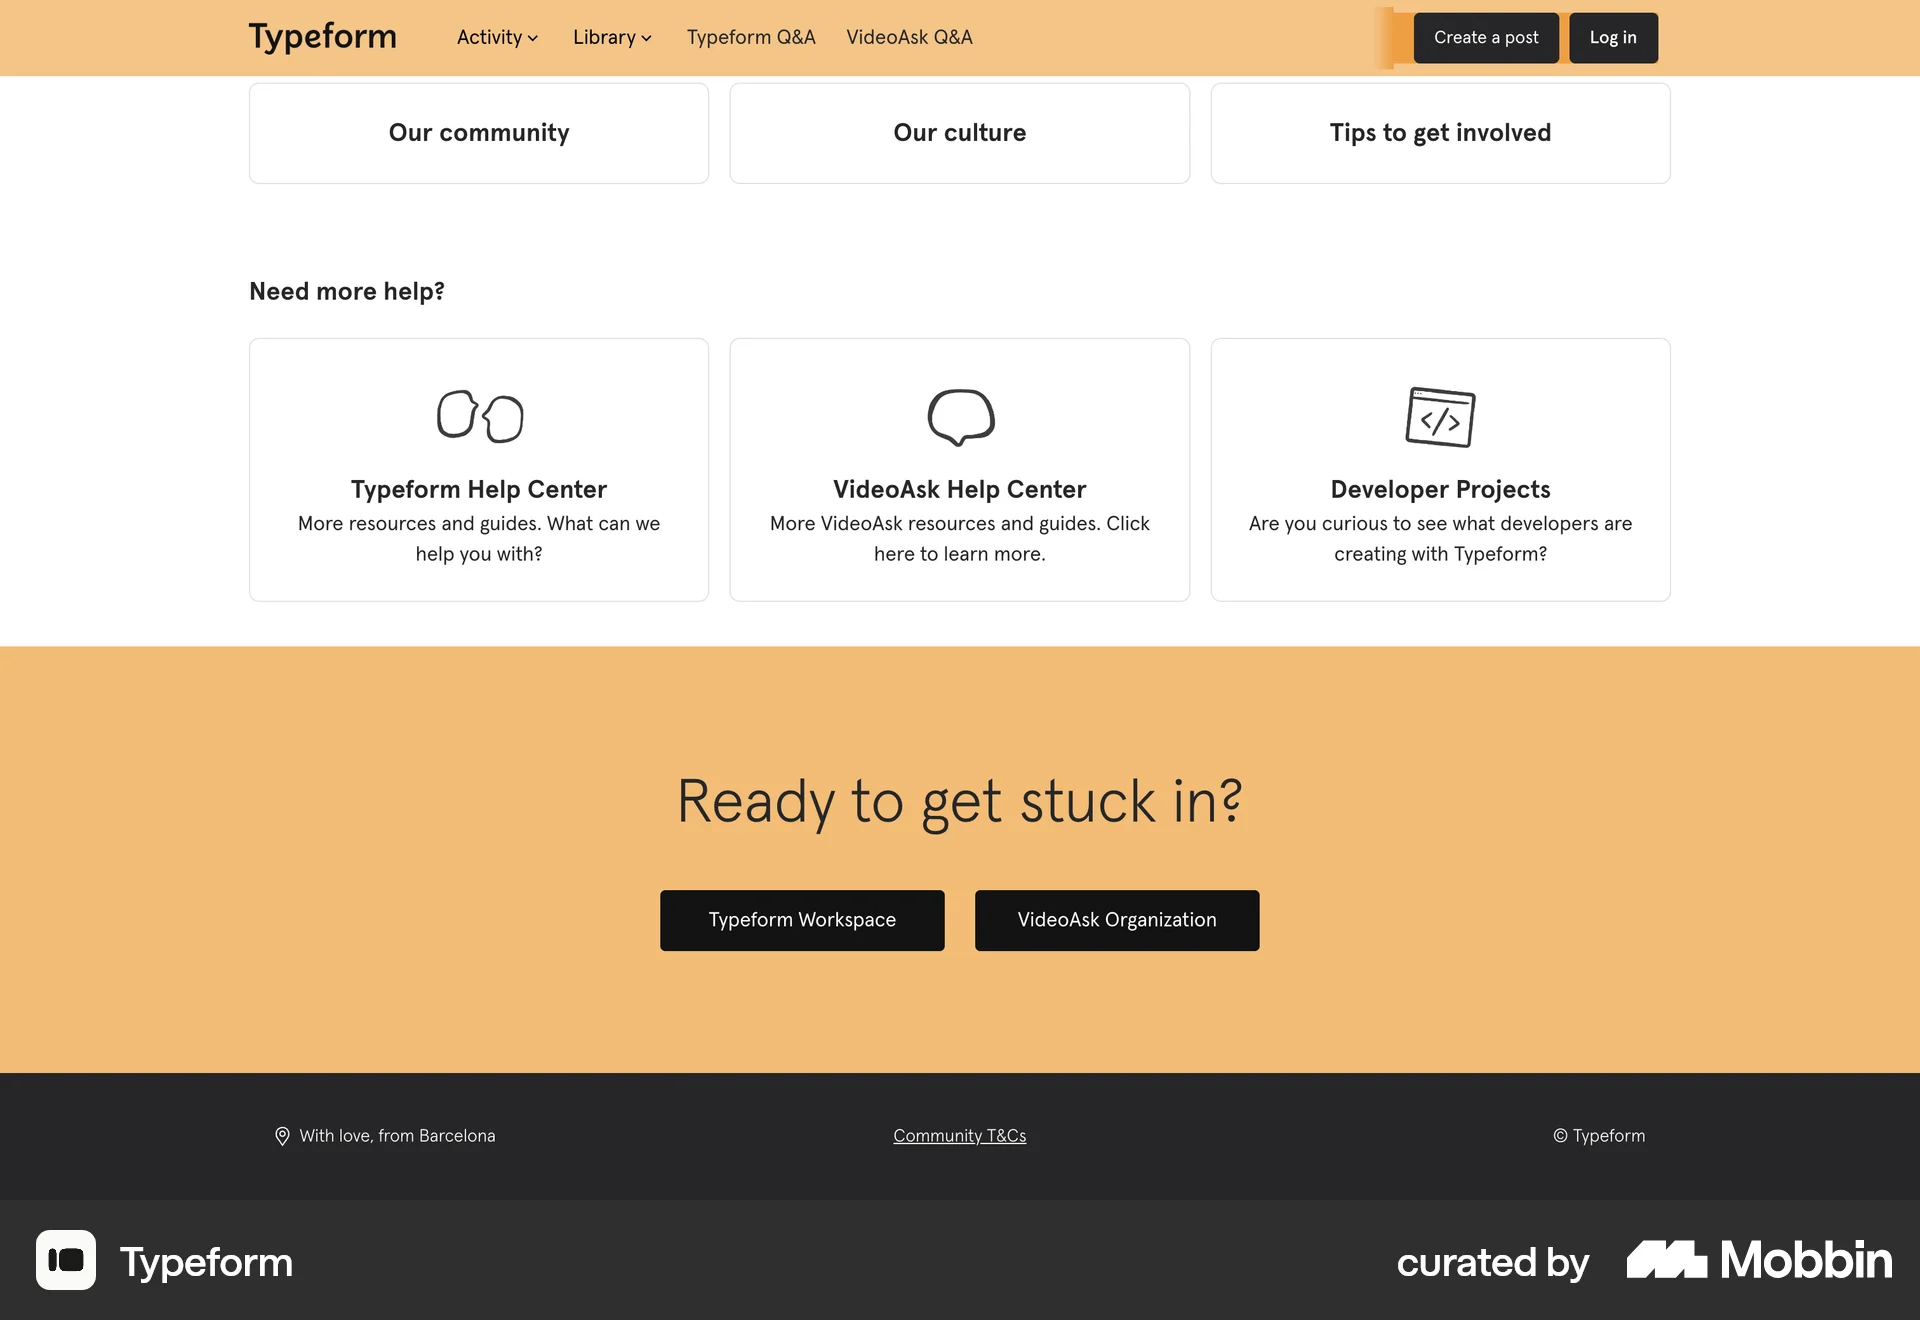 Typeform
Activity
Library
Typeform Q&A
VideoAsk Q&A
Create a post
Log in
Our community
Our culture
Tips to get involved
Need more help?
Typeform Help Center
More resources and guides. What can we
help you with?
VideoAsk Help Center
More VideoAsk resources and guides. Click
here to learn more.
</>
Developer Projects
Are you curious to see what developers are
creating with Typeform?
Ready to get stuck in?
Typeform Workspace
VideoAsk Organization
With love, from Barcelona
Community T&Cs
© Typeform
Typeform
curated by
Mobbin